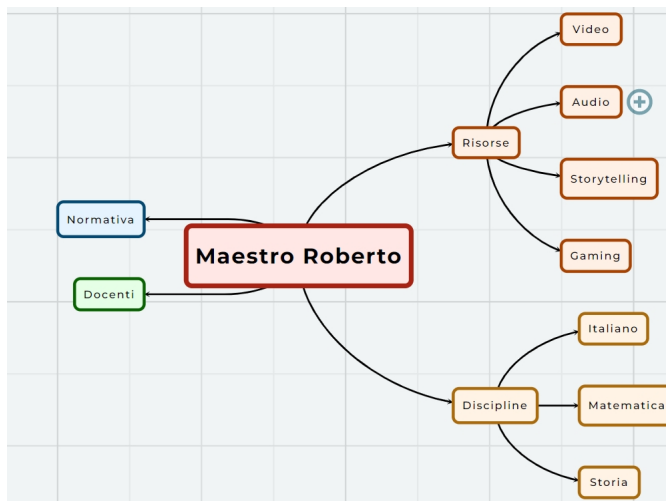 Maestro Roberto
Normativa
Docenti
Risorse
Video
Audio
Storytelling
Gaming
Discipline
Italiano
Matematica
Storia